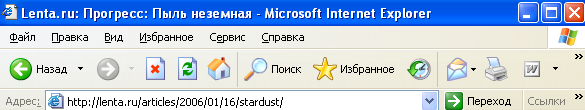 Lenta.ru: Прогресс: Пыль неземная - Microsoft Internet Explorer
Файл Правка Вид Избранное Сервис Справка
Назад Поиск Избранное
Адрес: http://lenta.ru/articles/2006/01/16/stardust/ Переход Ссылки